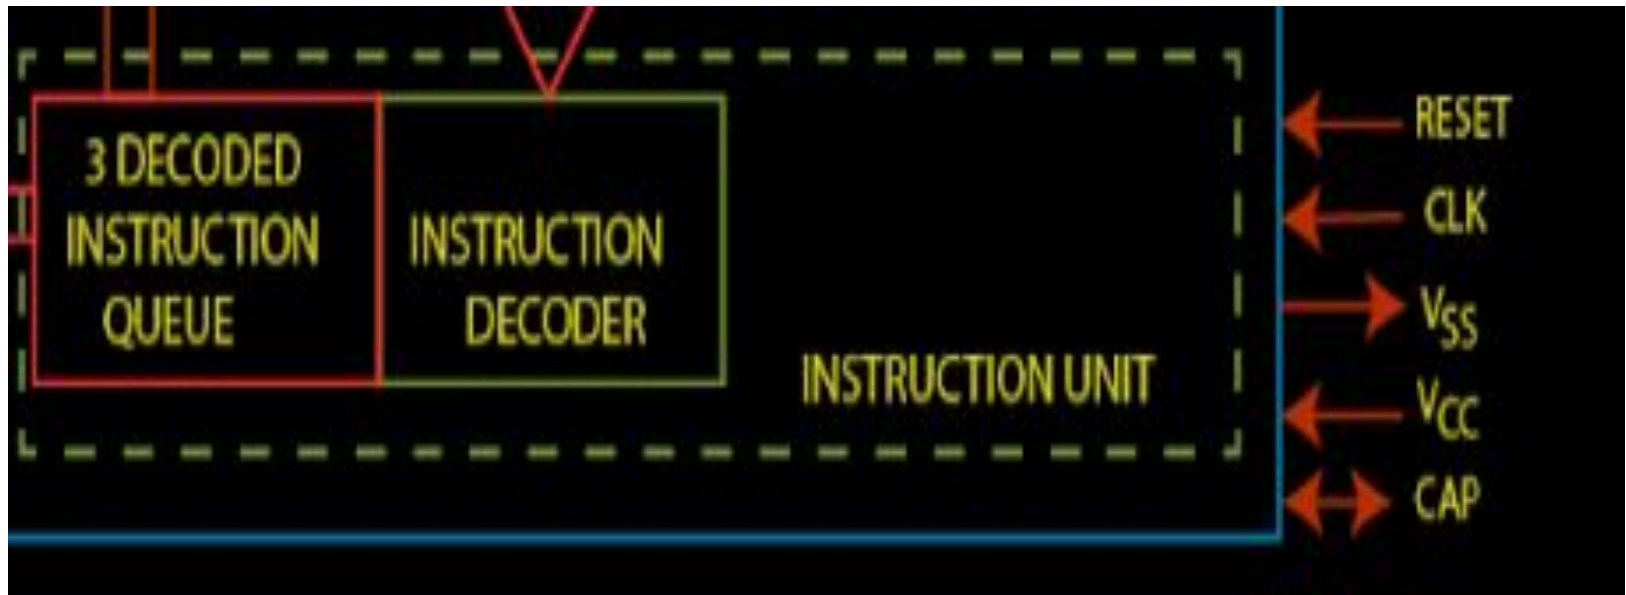 3 DECODED
INSTRUCTION
QUEUE
INSTRUCTION
DECODER
INSTRUCTION UNIT
RESET
CLK
VSS
VCC
CAP